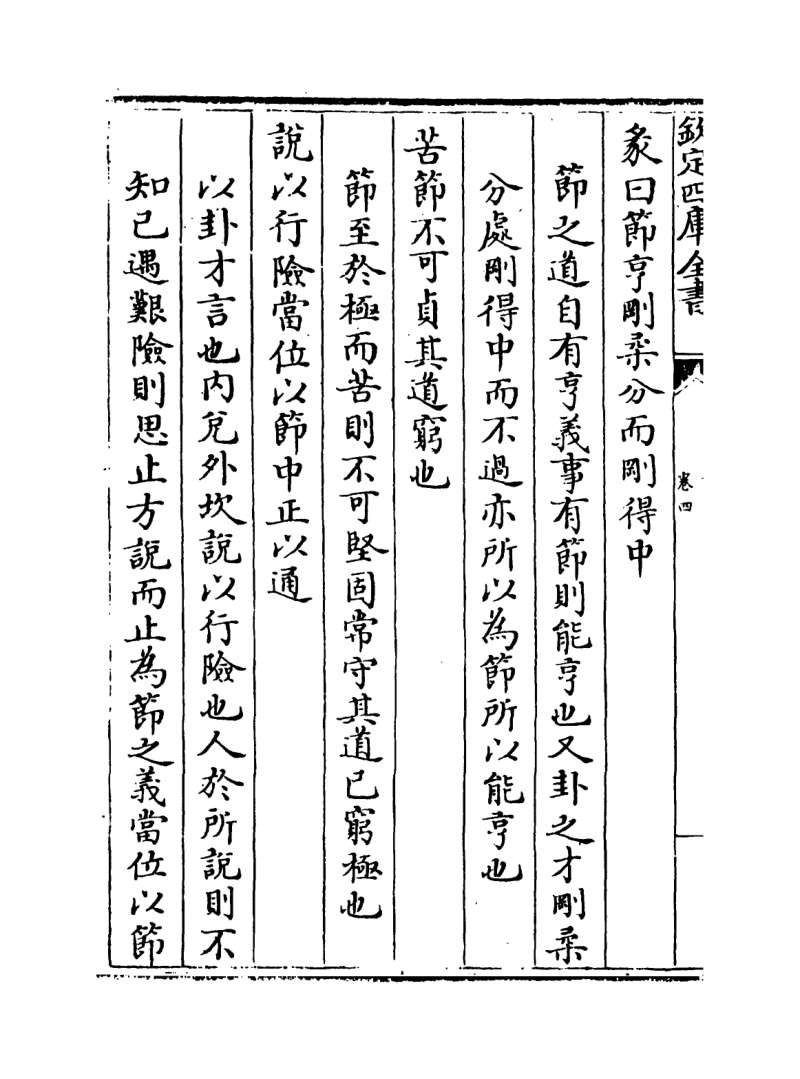 欽定四庫全書
卷四
彖曰節亨剛柔分而剛得中
節之道自有亨義事有節則能亨也又卦之才剛柔
分處剛得中而不過亦所以為節所以能亨也
苦節不可貞其道窮也
節至於極而苦則不可堅固常守其道已窮極也
說以行險當位以節中正以通
以卦才言也內兌外坎說以行險也人於所說則不
知已遇艱險則思止方說而止為節之義當位以節